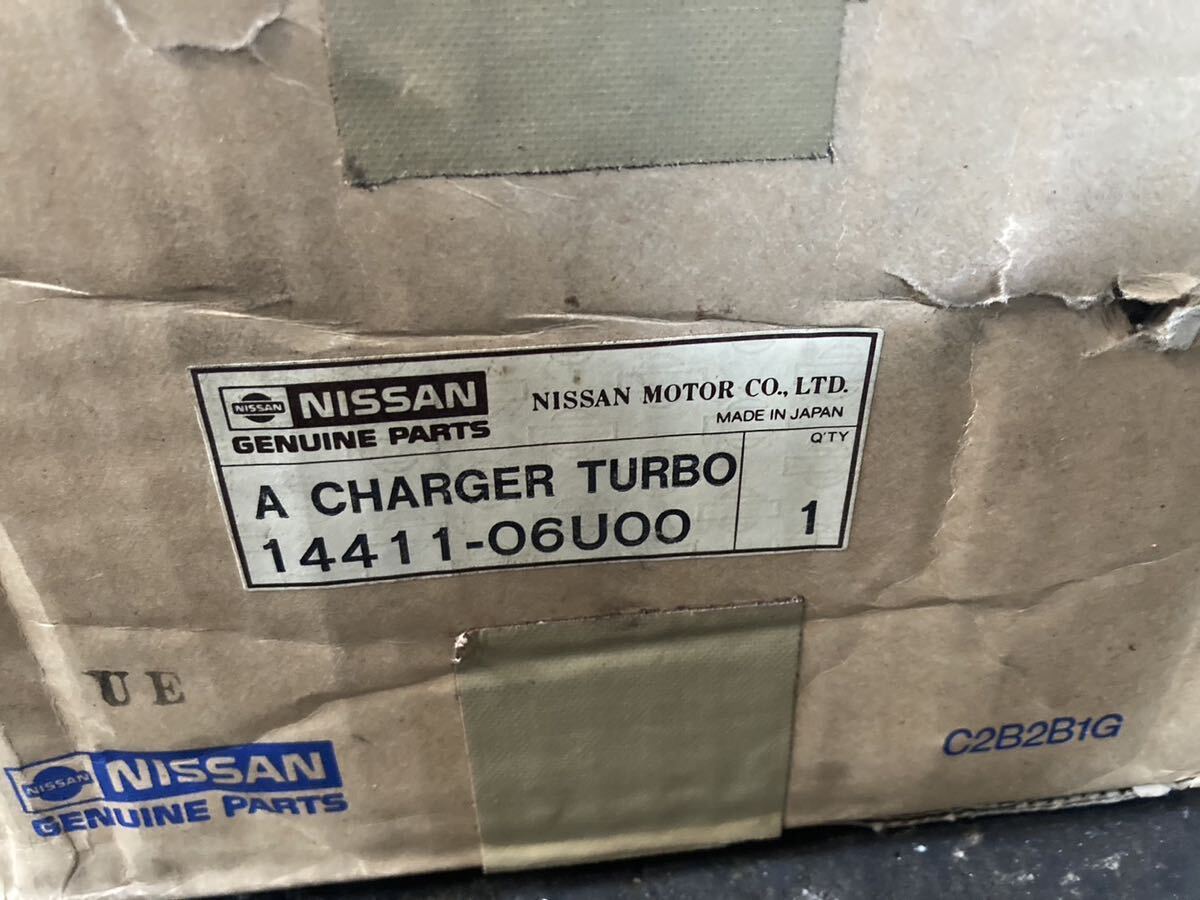 NISSAN NISSAN
GENUINE PARTS
NISSAN MOTOR CO., LTD.
MADE IN JAPAN
Q'TY
A CHARGER TURBO
14411-06U00
1
UE
NISSAN NISSAN
GENUINE PARTS
C2B2B1G